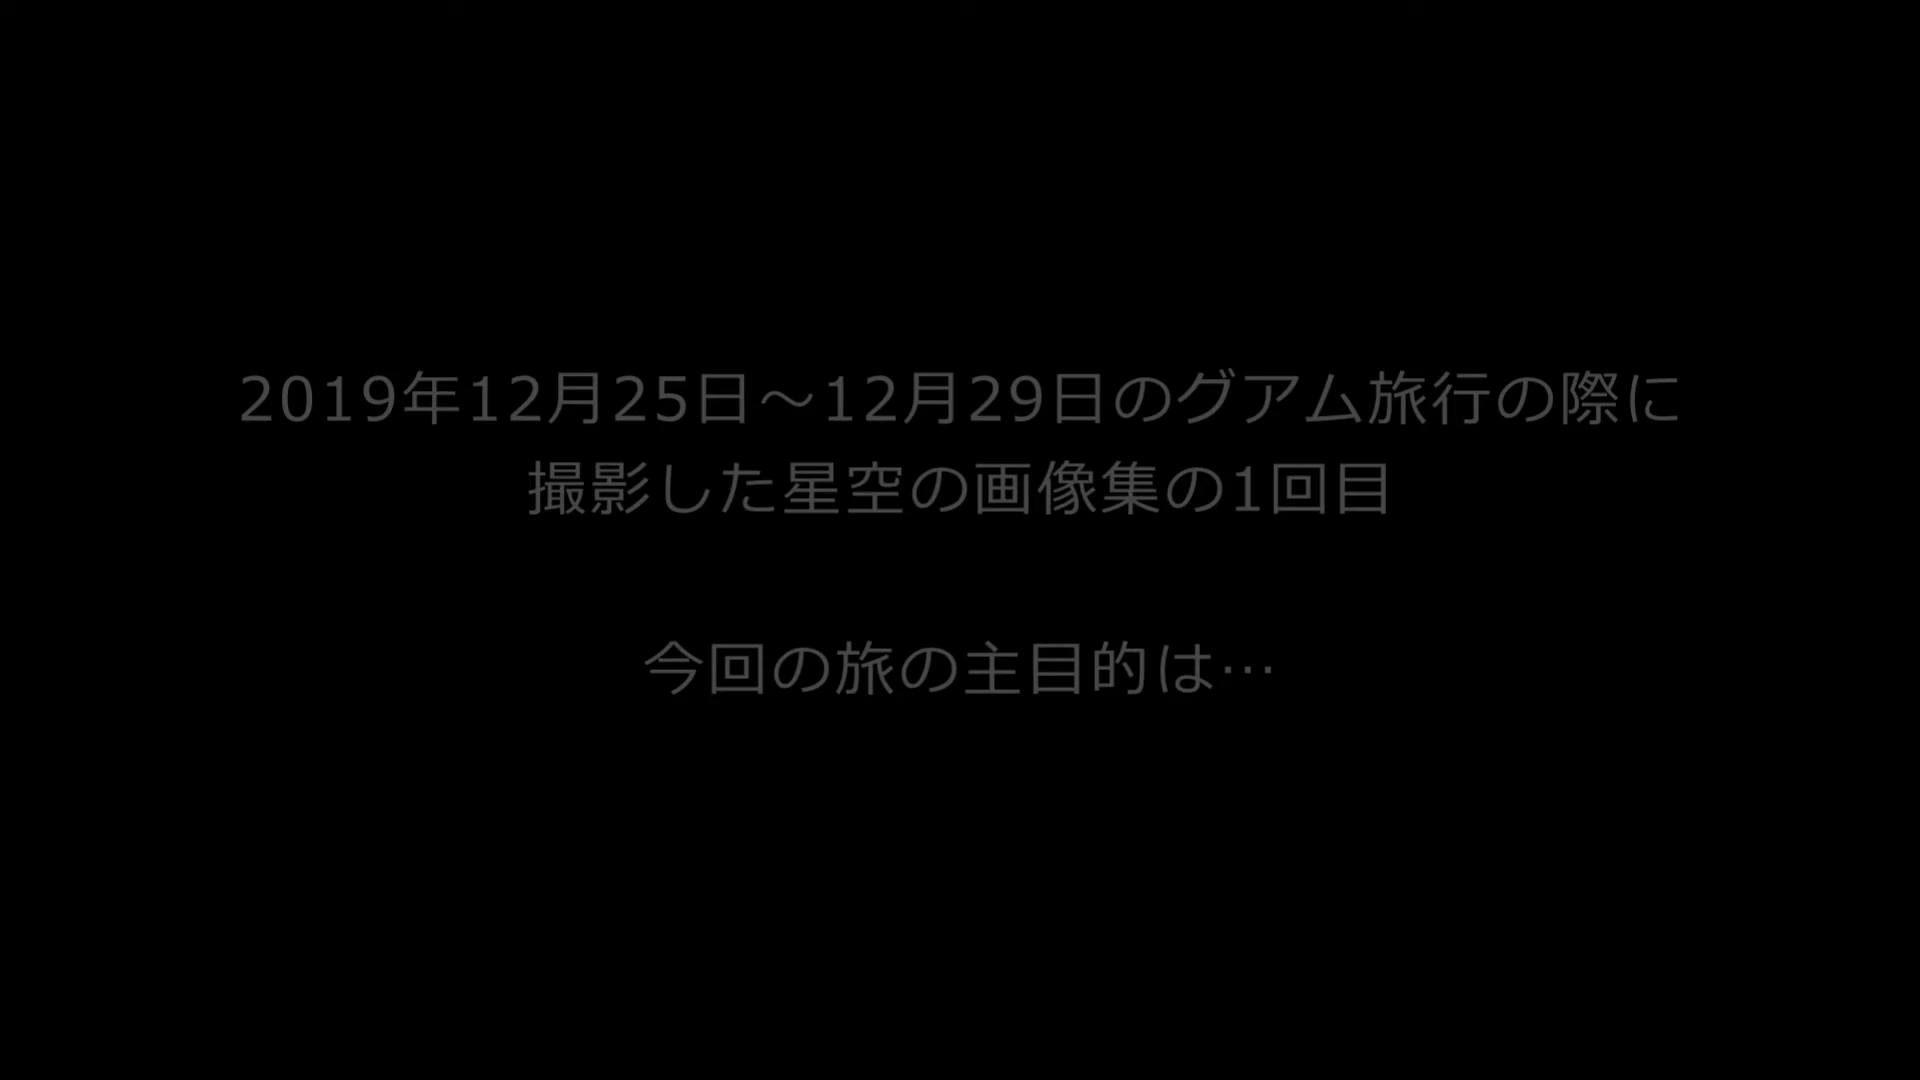 2019年12月25日～12月29日のグアム旅行の際に
撮影した星空の画像集の1回目
今回の旅の主目的は…